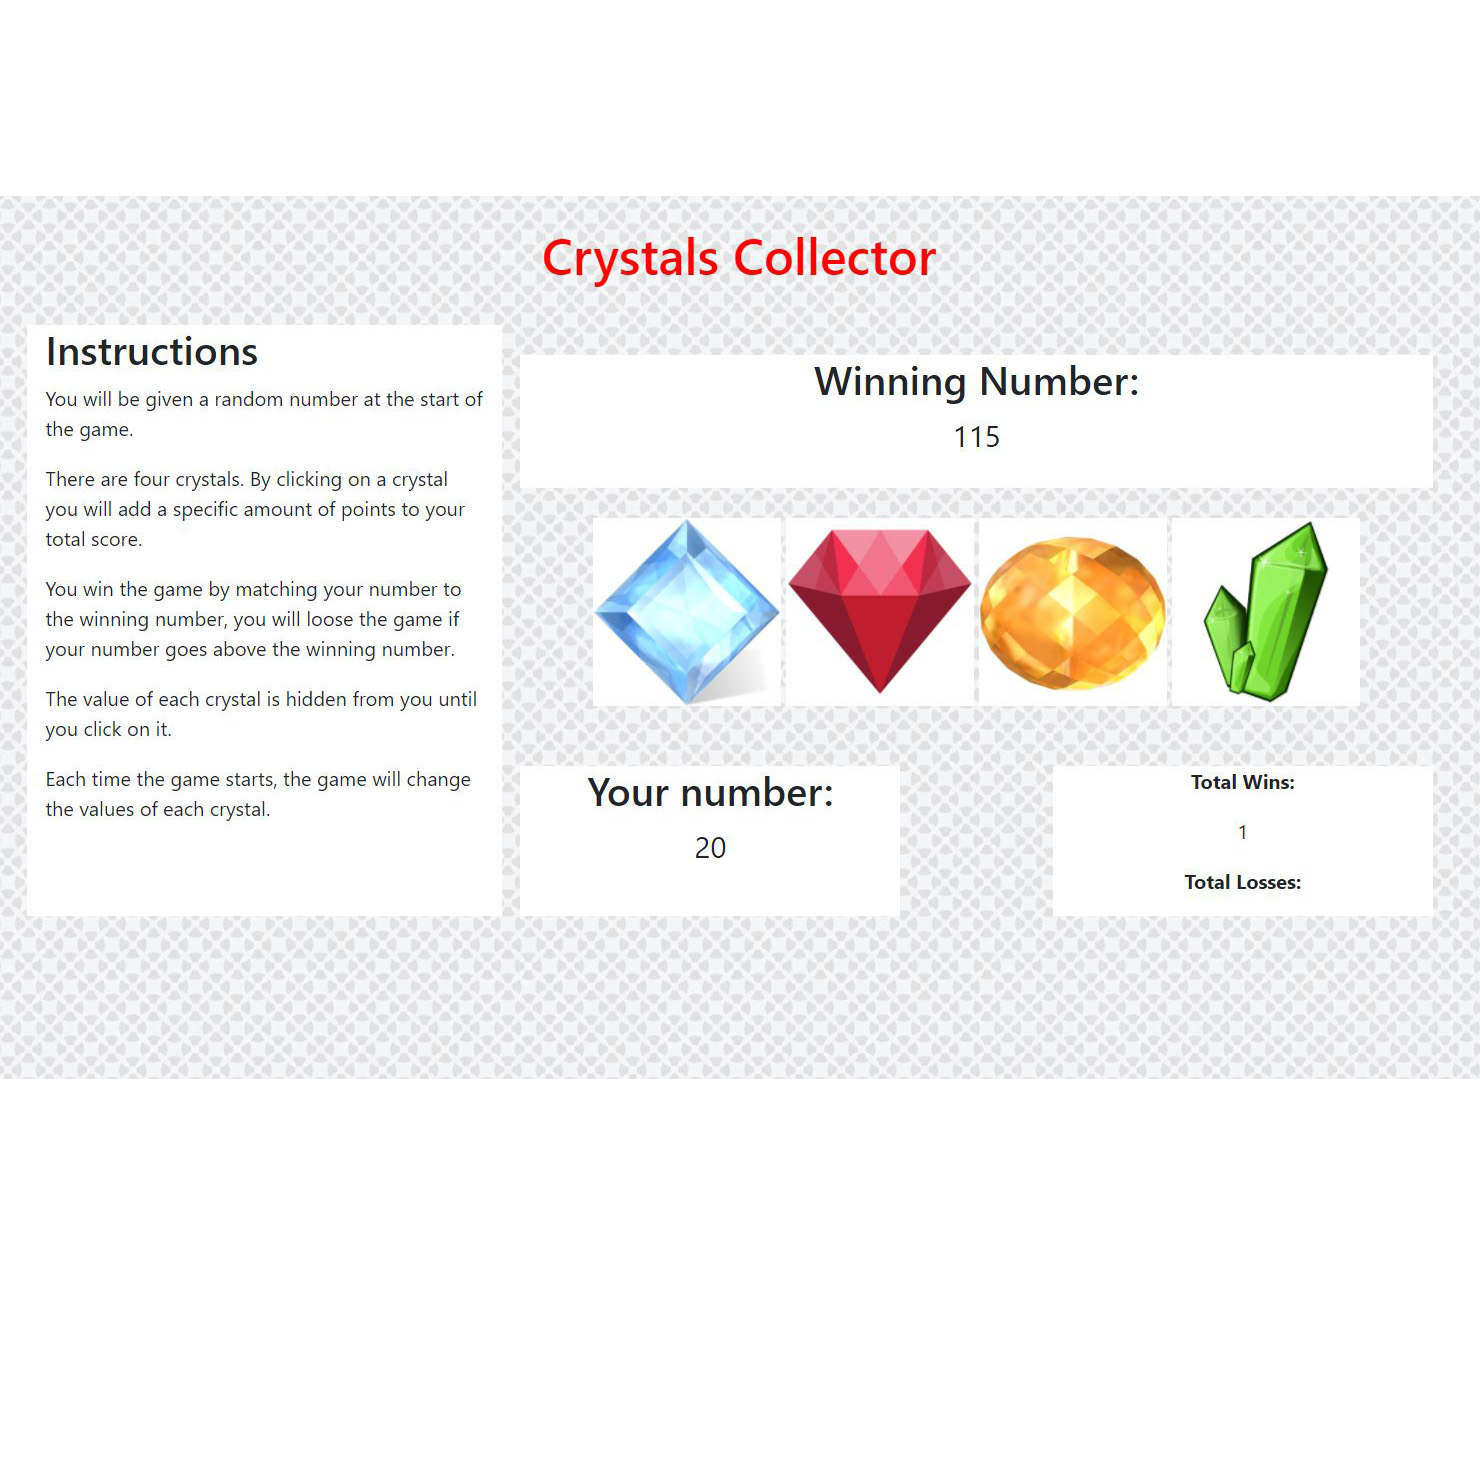 Crystals Collector
Instructions
You will be given a random number at the start of
the game.
There are four crystals. By clicking on a crystal
you will add a specific amount of points to your
total score.
You win the game by matching your number to
the winning number, you will loose the game if
your number goes above the winning number.
The value of each crystal is hidden from you until
you click on it.
Each time the game starts, the game will change
the values of each crystal.
Winning Number:
115
Your number:
20
Total Wins:
1
Total Losses: